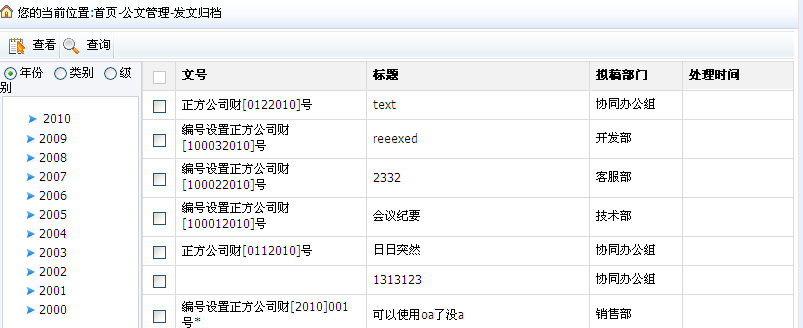 您的当前位置:首页-公文管理-发文归档
查看 查询
年份 类别 级别
文号 标题 拟稿部门 处理时间
2010
2009
2008
2007
2006
2005
2004
2003
2002
2001
2000
正方公司财[0122010]号 text 协同办公组
编号设置正方公司财
[100032010]号 reeexed 开发部
编号设置正方公司财
[100022010]号 2332 客服部
编号设置正方公司财
[100012010]号 会议纪要 技术部
正方公司财[0112010]号 日日突然 协同办公组
1313123 协同办公组
编号设置正方公司财[2010]001
号* 可以使用oa了没a 销售部